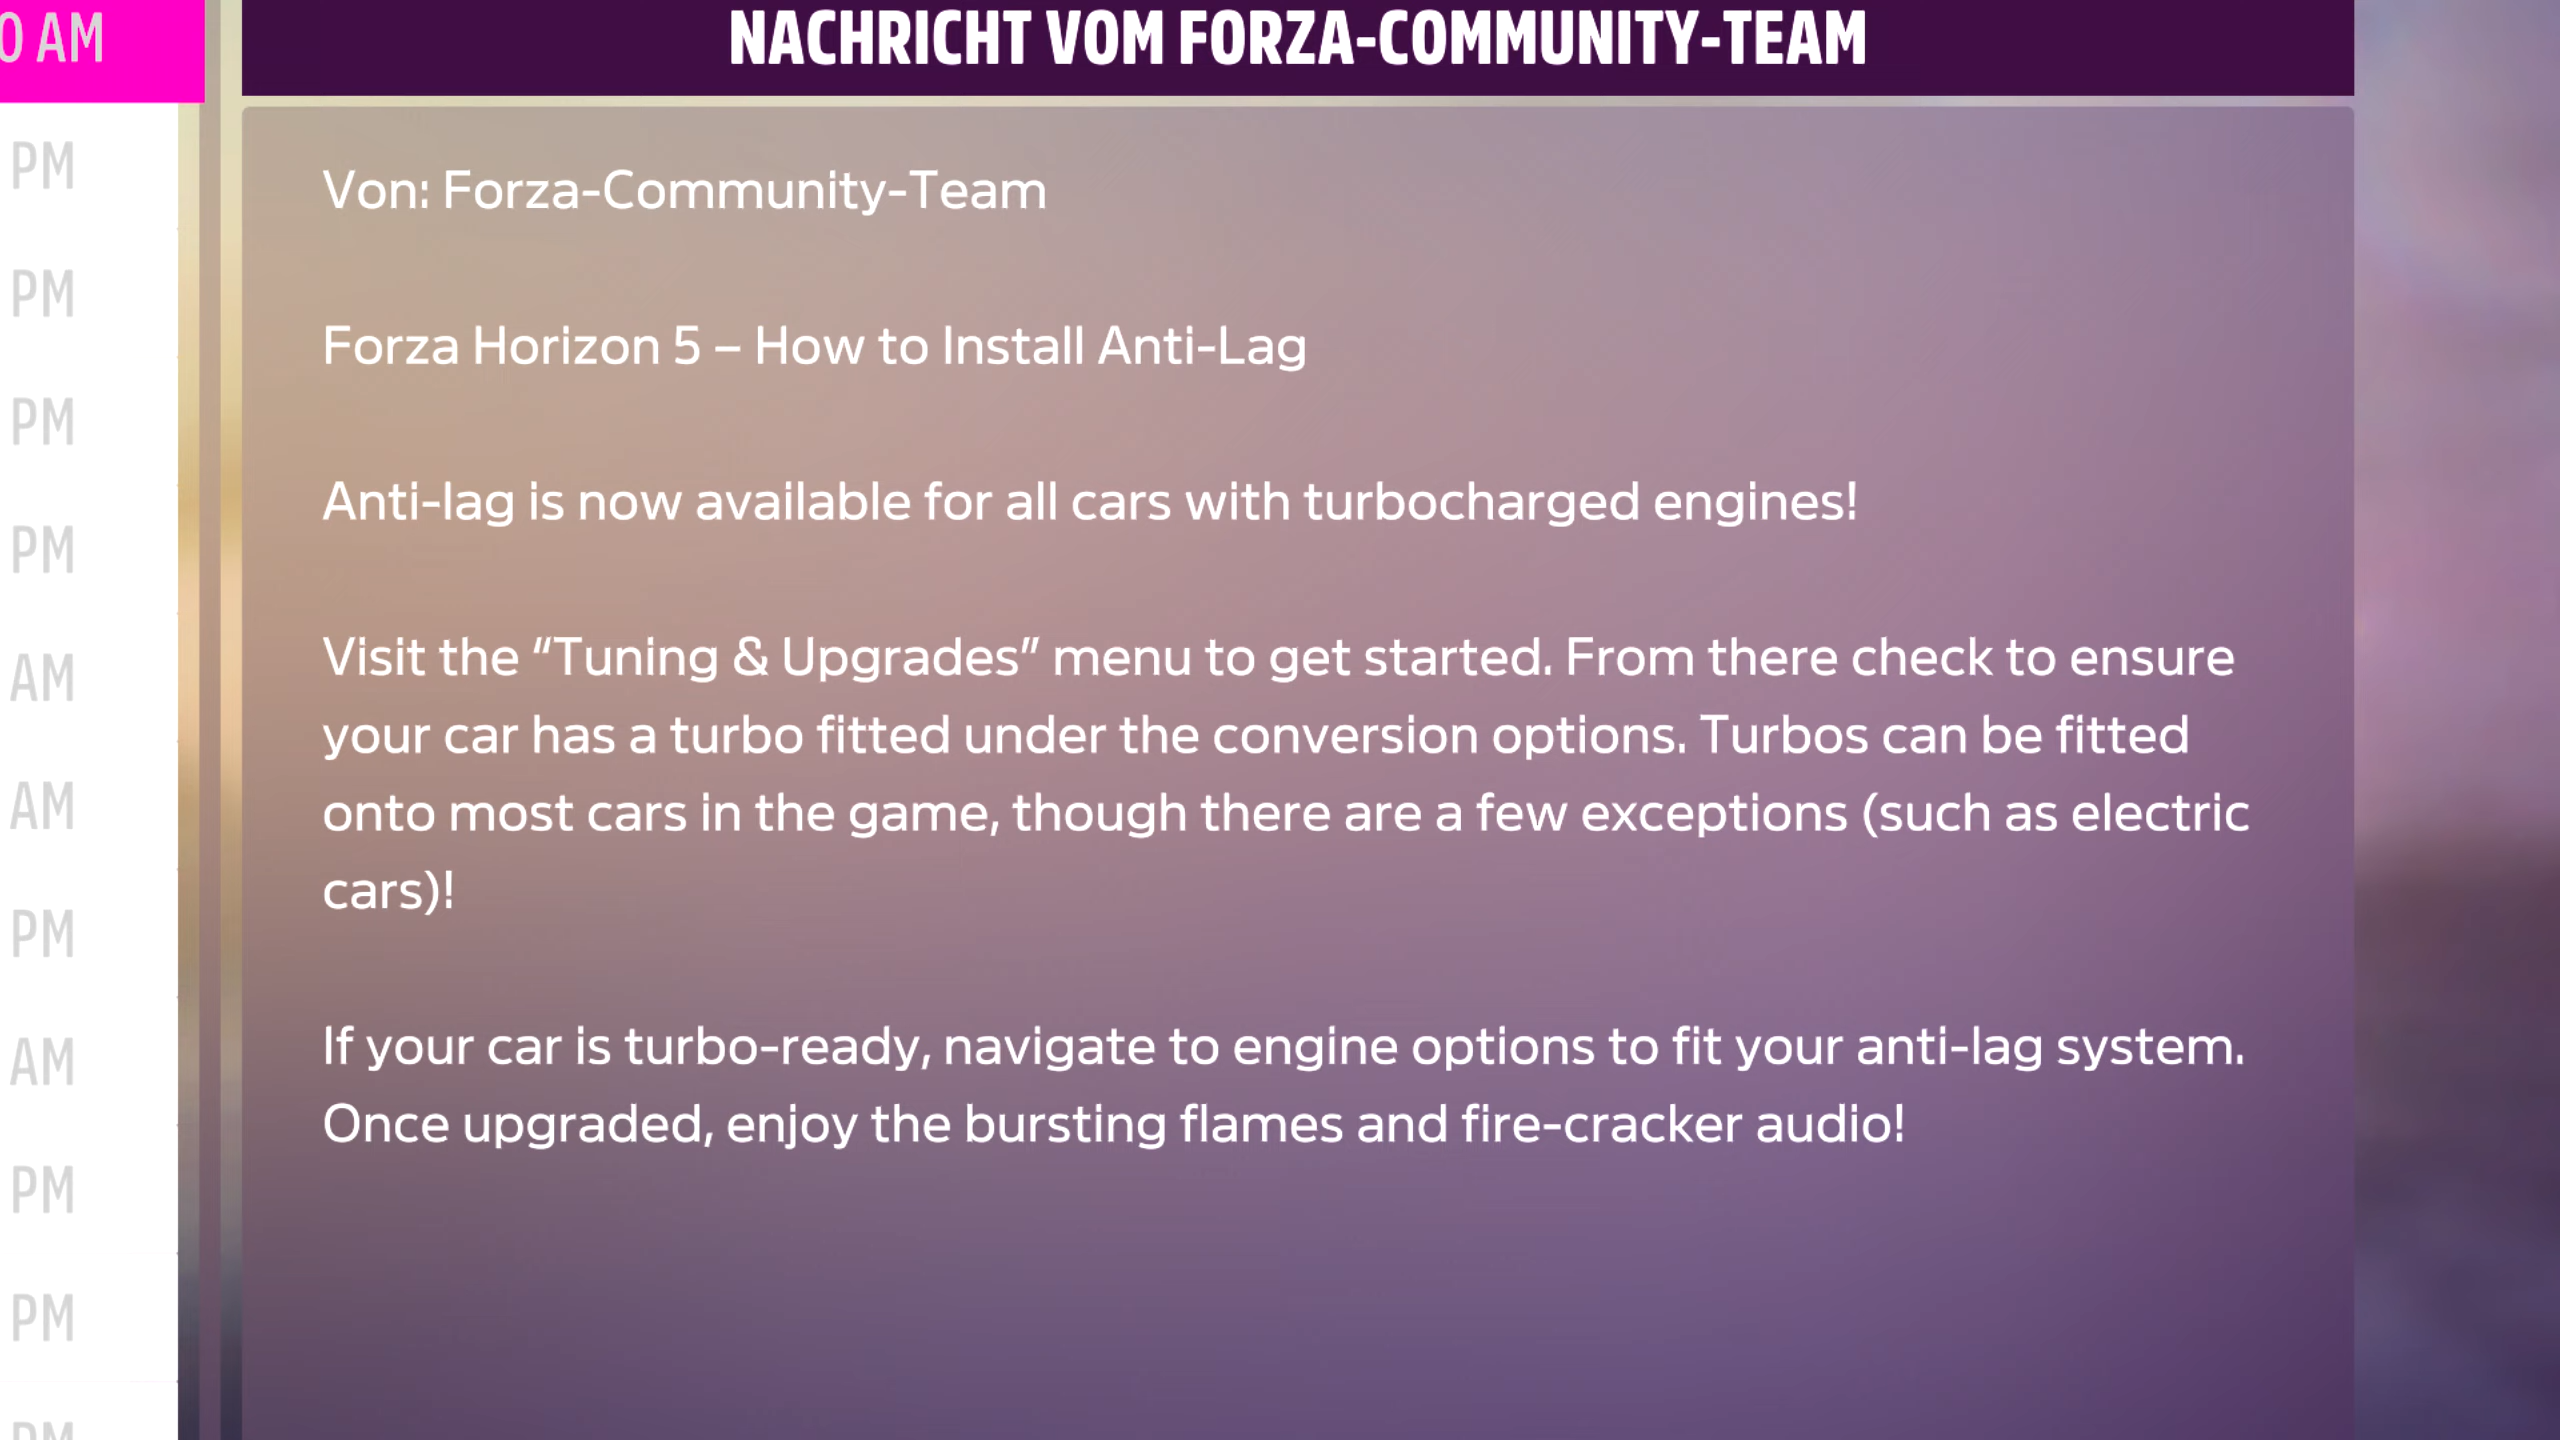 0 AM
PM
PM
PM
PM
AM
AM
PM
AM
PM
PM
PM
NACHRICHT VOM FORZA-COMMUNITY-TEAM
Von: Forza-Community-Team
Forza Horizon 5 – How to Install Anti-Lag
Anti-lag is now available for all cars with turbocharged engines!
Visit the “Tuning & Upgrades” menu to get started. From there check to ensure
your car has a turbo fitted under the conversion options. Turbos can be fitted
onto most cars in the game, though there are a few exceptions (such as electric
cars)!
If your car is turbo-ready, navigate to engine options to fit your anti-lag system.
Once upgraded, enjoy the bursting flames and fire-cracker audio!